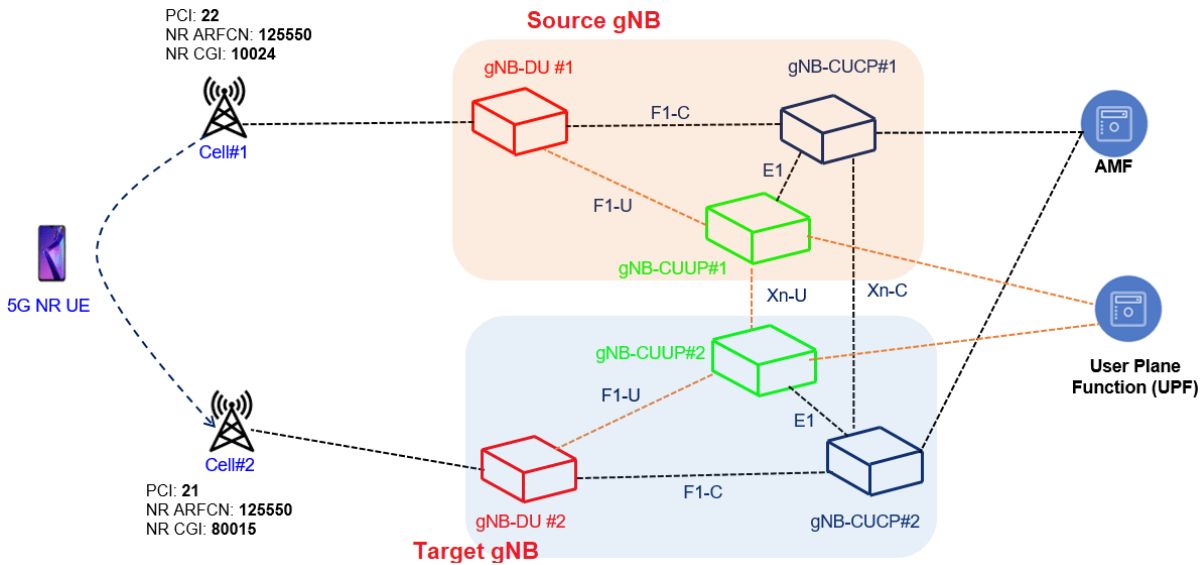 PCI: 22
NR ARFCN: 125550
NR CGI: 10024
Source gNB
gNB-DU #1
gNB-CUCP#1
F1-C
Cell#1
E1
AMF
F1-U
gNB-CUUP#1
5G NR UE
Xn-U
Xn-C
gNB-CUUP#2
User Plane
Function (UPF)
F1-U
E1
Cell#2
F1-C
PCI: 21
NR ARFCN: 125550
NR CGI: 80015
gNB-DU #2
gNB-CUCP#2
Target gNB